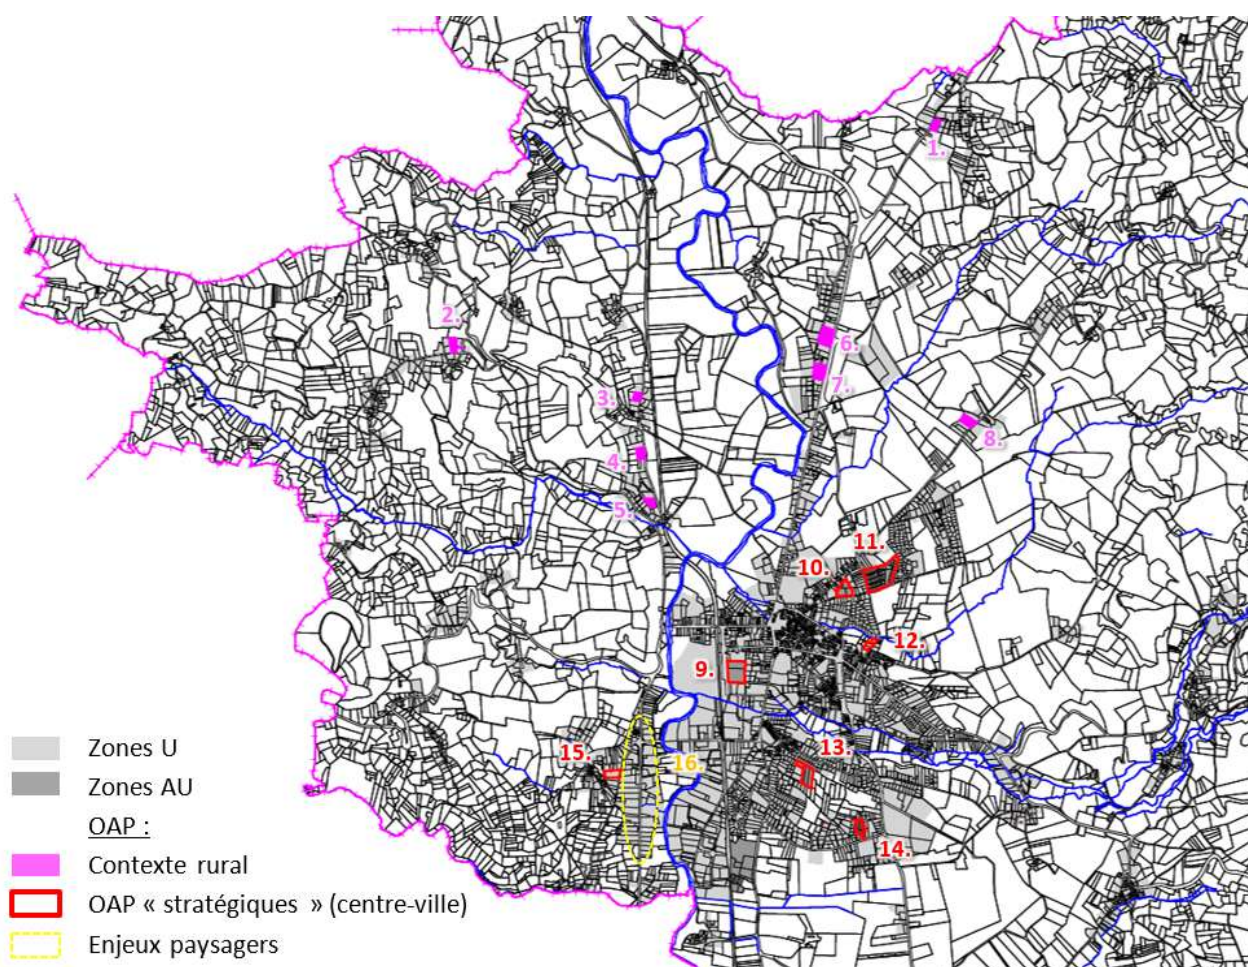 1.
2.
6.
7.
3.
8.
4.
5.
11.
10.
12.
9.
13.
15.
16.
14.
Zones U
Zones AU
OAP :
Contexte rural
OAP « stratégiques » (centre-ville)
Enjeux paysagers